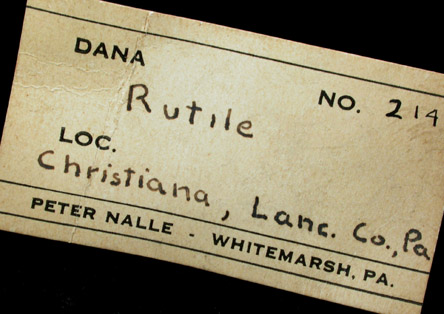 DANA NO. 214
Rutile
LOC.
Christiana, Lanc. Co., Pa
PETER NALLE - WHITEMARSH, PA.